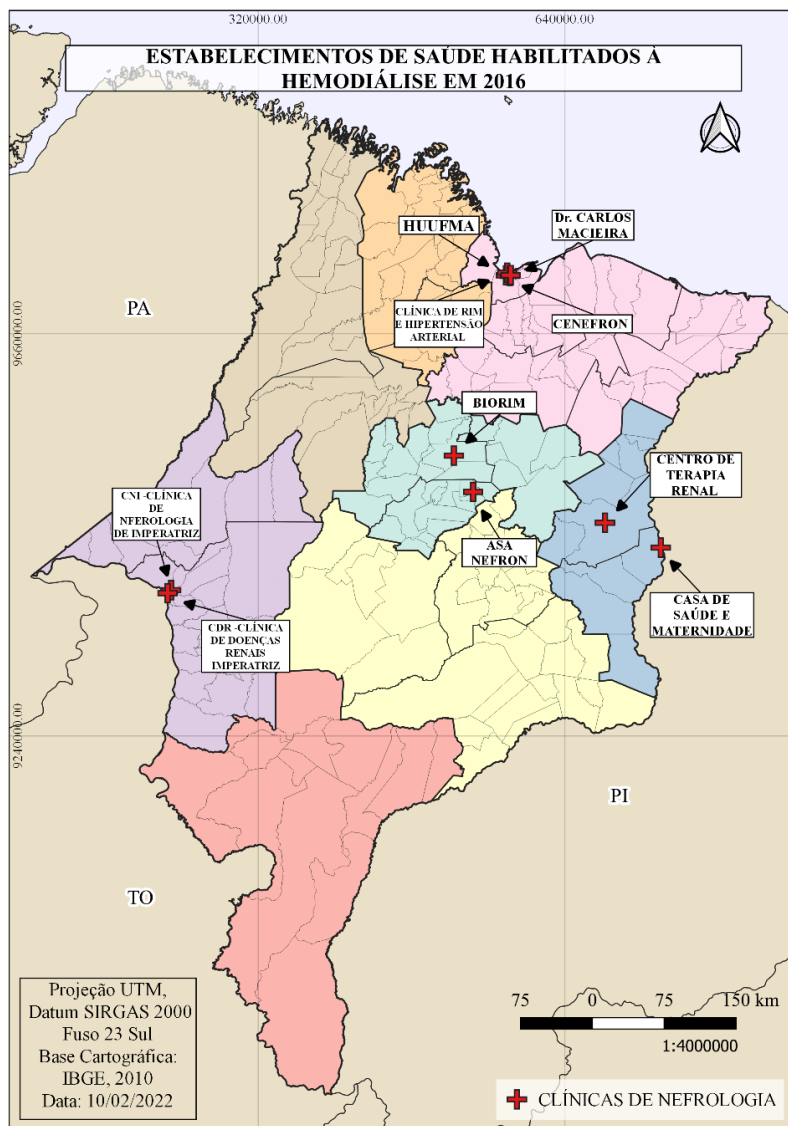 320000.00
640000.00
ESTABELECIMENTOS DE SAÚDE HABILITADOS À
HEMODIÁLISE EM 2016
HUUFMA
Dr. CARLOS
MACIEIRA
PA
CLÍNICA DE RIM
E HIPERTENSÃO
ARTERIAL
CENEFRON
9660000.00
BIORIM
CENTRO DE
TERAPIA
RENAL
CNI -CLÍNICA
DE
NFEROLOGIA
DE IMPERATRIZ
ASA
NEFRON
CASA DE
SAÚDE E
MATERNIDADE
CDR -CLÍNICA
DE DOENÇAS
RENAIS
IMPERATRIZ
9240000.00
PI
TO
Projeção UTM,
Datum SIRGAS 2000
Fuso 23 Sul
Base Cartográfica:
IBGE, 2010
Data: 10/02/2022
75 0 75 150 km
1:4000000
CLÍNICAS DE NEFROLOGIA